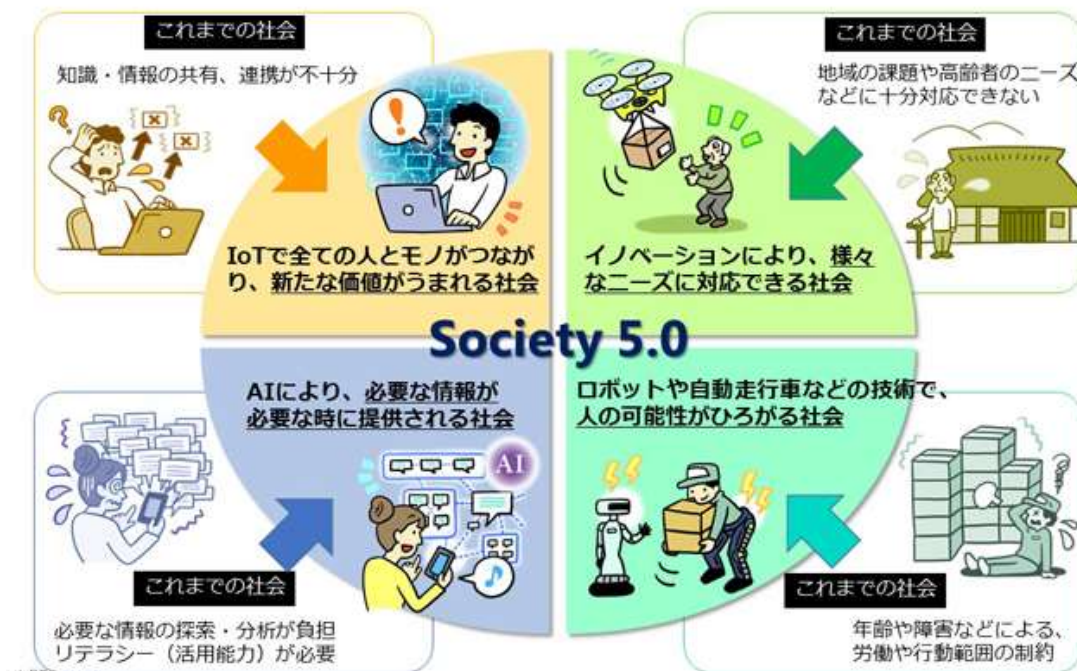 これまでの社会
知識・情報の共有、連携が不十分
IoTで全ての人とモノがつなが
り、新たな価値がうまれる社会
これまでの社会
地域の課題や高齢者のニーズ
などに十分対応できない
イノベーションにより、様々
なニーズに対応できる社会
Society 5.0
AIにより、必要な情報が
必要な時に提供される社会
AI
これまでの社会
必要な情報の探索・分析が負担
リテラシー（活用能力）が必要
ロボットや自動走行車などの技術で、
人の可能性がひろがる社会
これまでの社会
年齢や障害などによる、
労働や行動範囲の制約